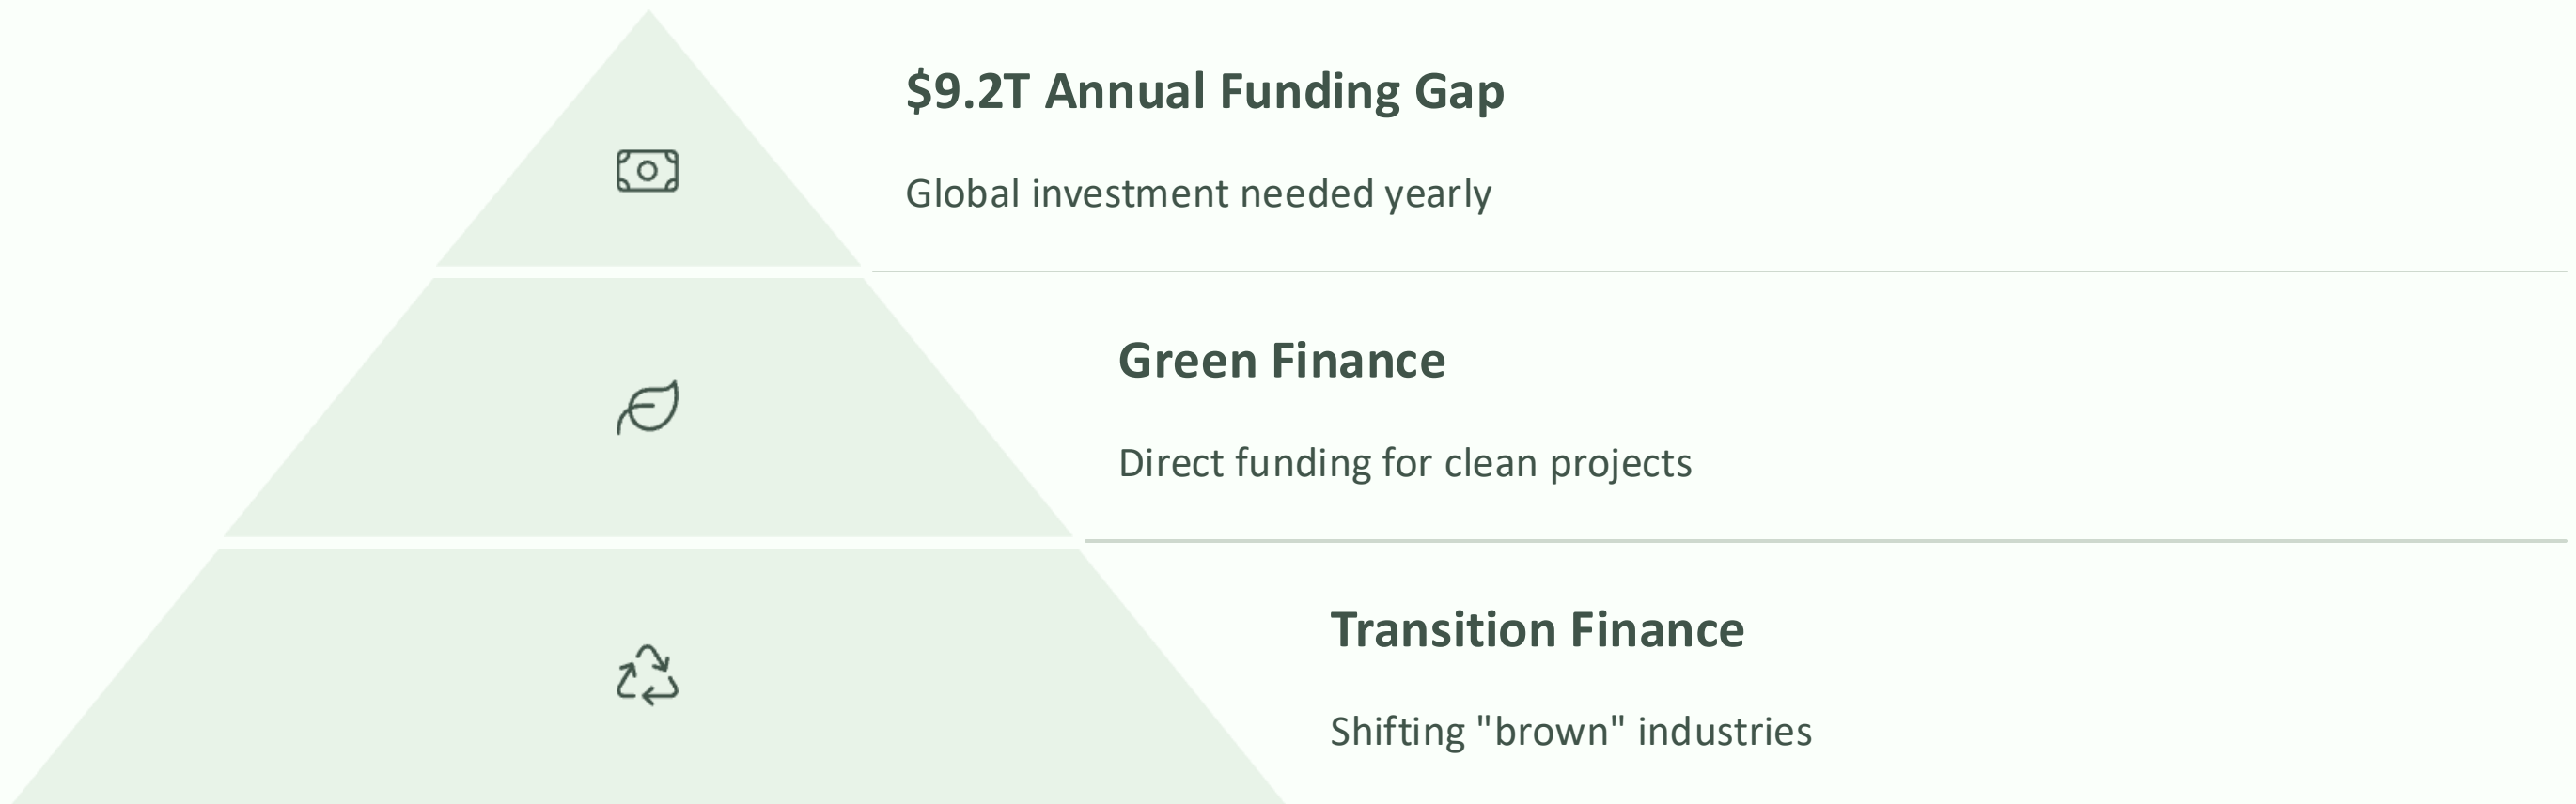 $9.2T Annual Funding Gap
Global investment needed yearly
Green Finance
Direct funding for clean projects
Transition Finance
Shifting "brown" industries